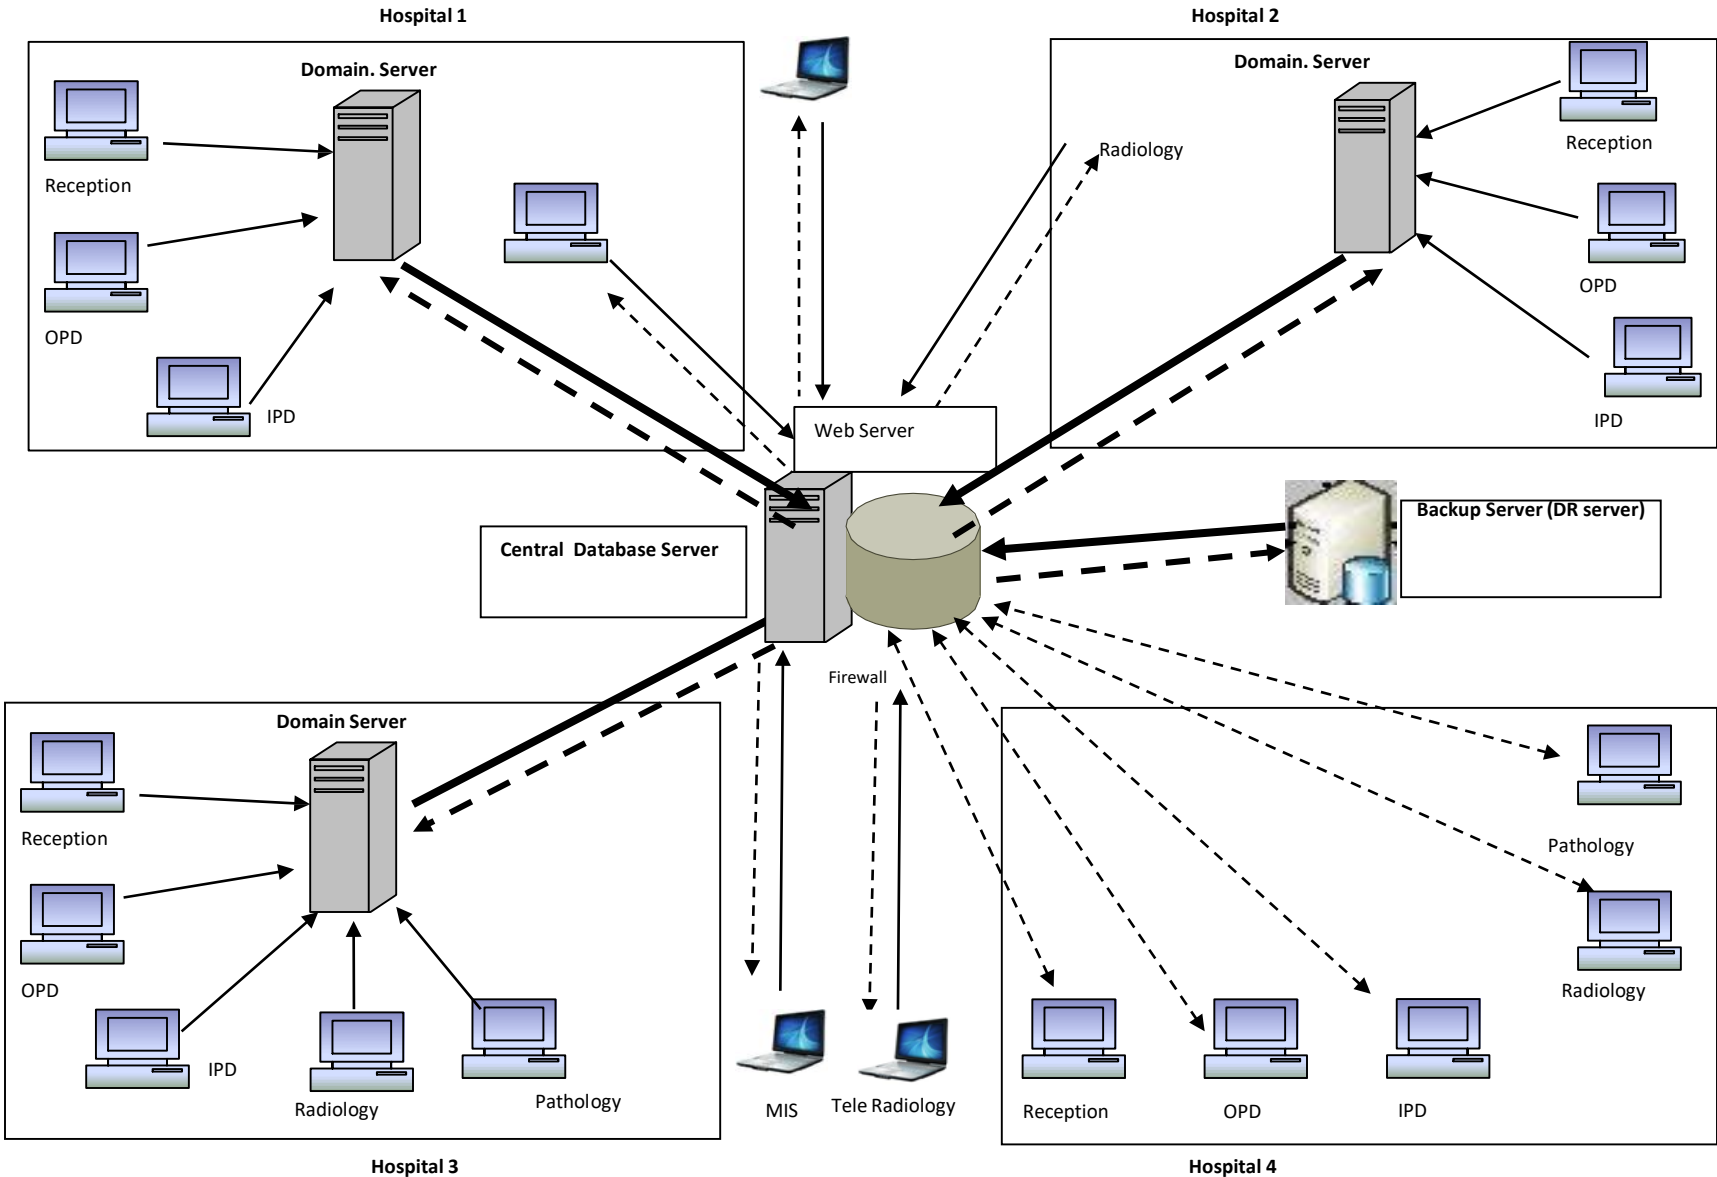 Hospital 1
Hospital 2
Domain. Server
Reception
OPD
IPD
Domain. Server
Radiology
Reception
OPD
IPD
Web Server
Central  Database Server
Backup Server (DR server)
Firewall
Domain Server
Reception
OPD
IPD
Radiology
Pathology
MIS
Tele Radiology
Pathology
Radiology
Reception
OPD
IPD
Hospital 3
Hospital 4